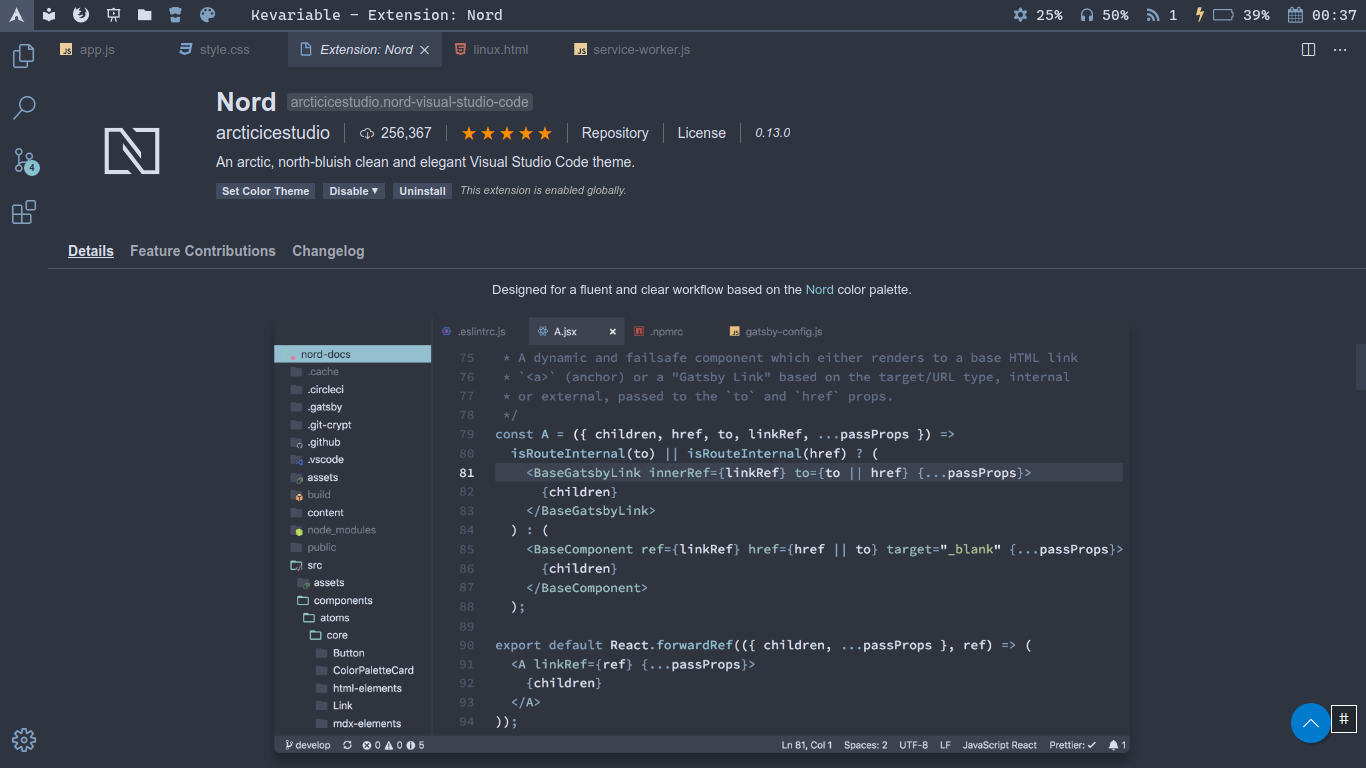 Kevariable - Extension: Nord 25% 50% 1 39% 00:37
JS app.js style.css Extension: Nord linux.html JS service-worker.js
4
Nord arcticicestudio.nord-visual-studio-code
arcticicestudio 256,367 Repository License 0.13.0
An arctic, north-bluish clean and elegant Visual Studio Code theme.
Set Color Theme Disable Uninstall This extension is enabled globally.
Details Feature Contributions Changelog
Designed for a fluent and clear workflow based on the Nord color palette.
.eslintrc.js A.jsx .npmrc JS gatsby-config.js
nord-docs
.cache
.circleci
.gatsby
.git-crypt
.github
.vscode
assets
build
content
node_modules
public
src
assets
components
atoms
core
Button
ColorPaletteCard
html-elements
Link
mdx-elements
75 * A dynamic and failsafe component which either renders to a base HTML link
76 * `<a>` (anchor) or a "Gatsby Link" based on the target/URL type, internal
77 * or external, passed to the `to` and `href` props.
78 */
79 const A = ({ children, href, to, linkRef, ...passProps }) =>
80 isRouteInternal(to) || isRouteInternal(href) ? (
81 <BaseGatsbyLink innerRef={linkRef} to={to || href} {...passProps}>
82 {children}
83 </BaseGatsbyLink>
84 ) : (
85 <BaseComponent ref={linkRef} href={href || to} target="_blank" {...passProps}>
86 {children}
87 </BaseComponent>
88 );
89
90 export default React.forwardRef(({ children, ...passProps }, ref) => (
91 <A linkRef={ref} {...passProps}>
92 {children}
93 </A>
94 ));
#
develop 0 0 5 Ln 81, Col 1 Spaces: 2 UTF-8 LF JavaScript React Prettier: ✓ 1